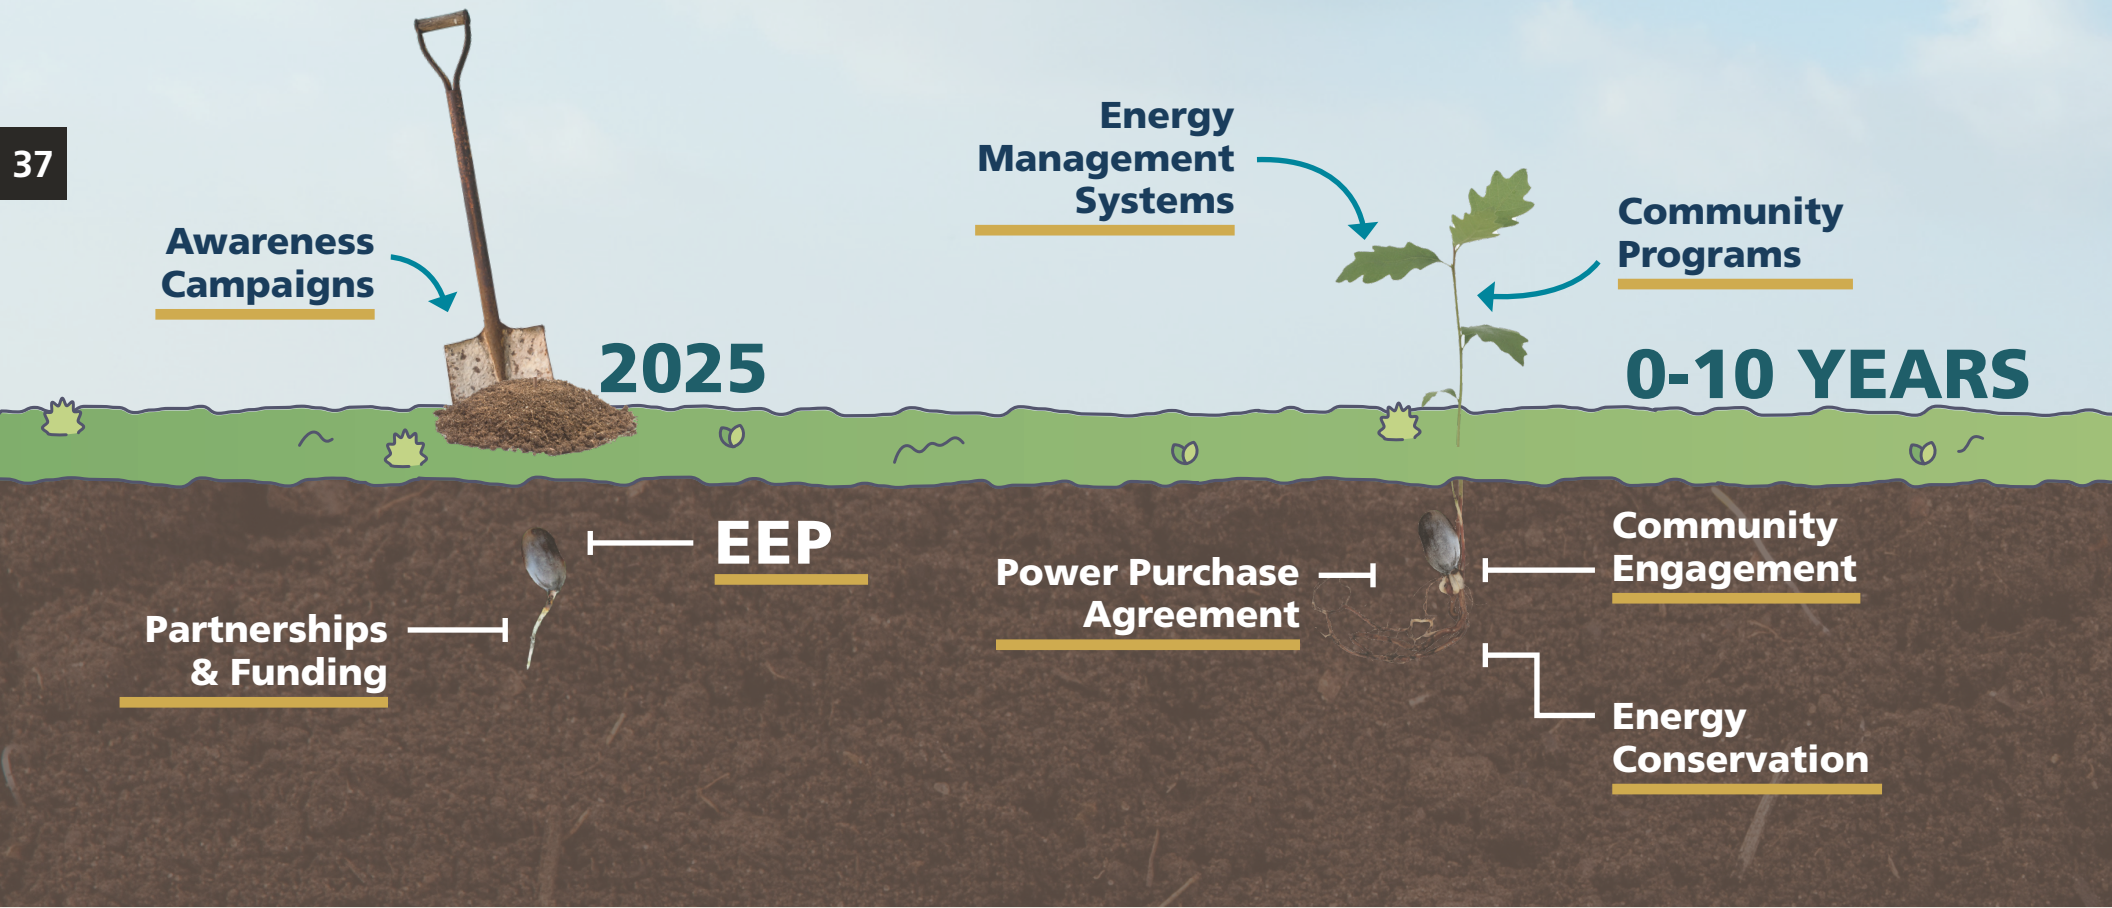 37
Awareness
Campaigns
2025
EEP
Partnerships
& Funding
Energy
Management
Systems
Community
Programs
0-10 YEARS
Power Purchase
Agreement
Community
Engagement
Energy
Conservation